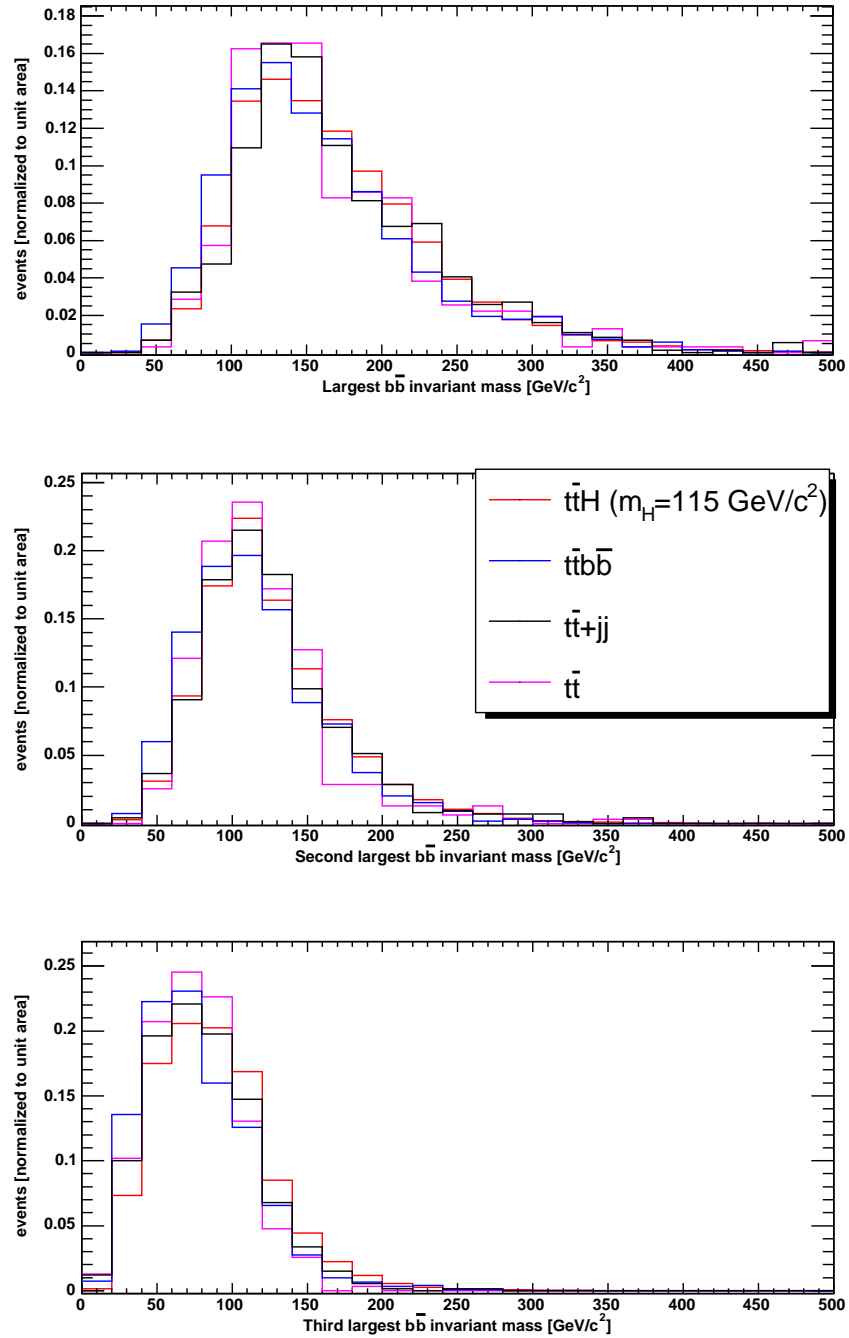 events [normalized to unit area]
0.18
0.16
0.14
0.12
0.1
0.08
0.06
0.04
0.02
0
0 50 100 150 200 250 300 350 400 450 500
Largest bb̅ invariant mass [GeV/c²]
events [normalized to unit area]
0.25
0.2
0.15
0.1
0.05
0
tt̅H (m_H=115 GeV/c²)
tt̅bb̅
tt̅+jj
tt̅
0 50 100 150 200 250 300 350 400 450 500
Second largest bb̅ invariant mass [GeV/c²]
events [normalized to unit area]
0.25
0.2
0.15
0.1
0.05
0
0 50 100 150 200 250 300 350 400 450 500
Third largest bb̅ invariant mass [GeV/c²]